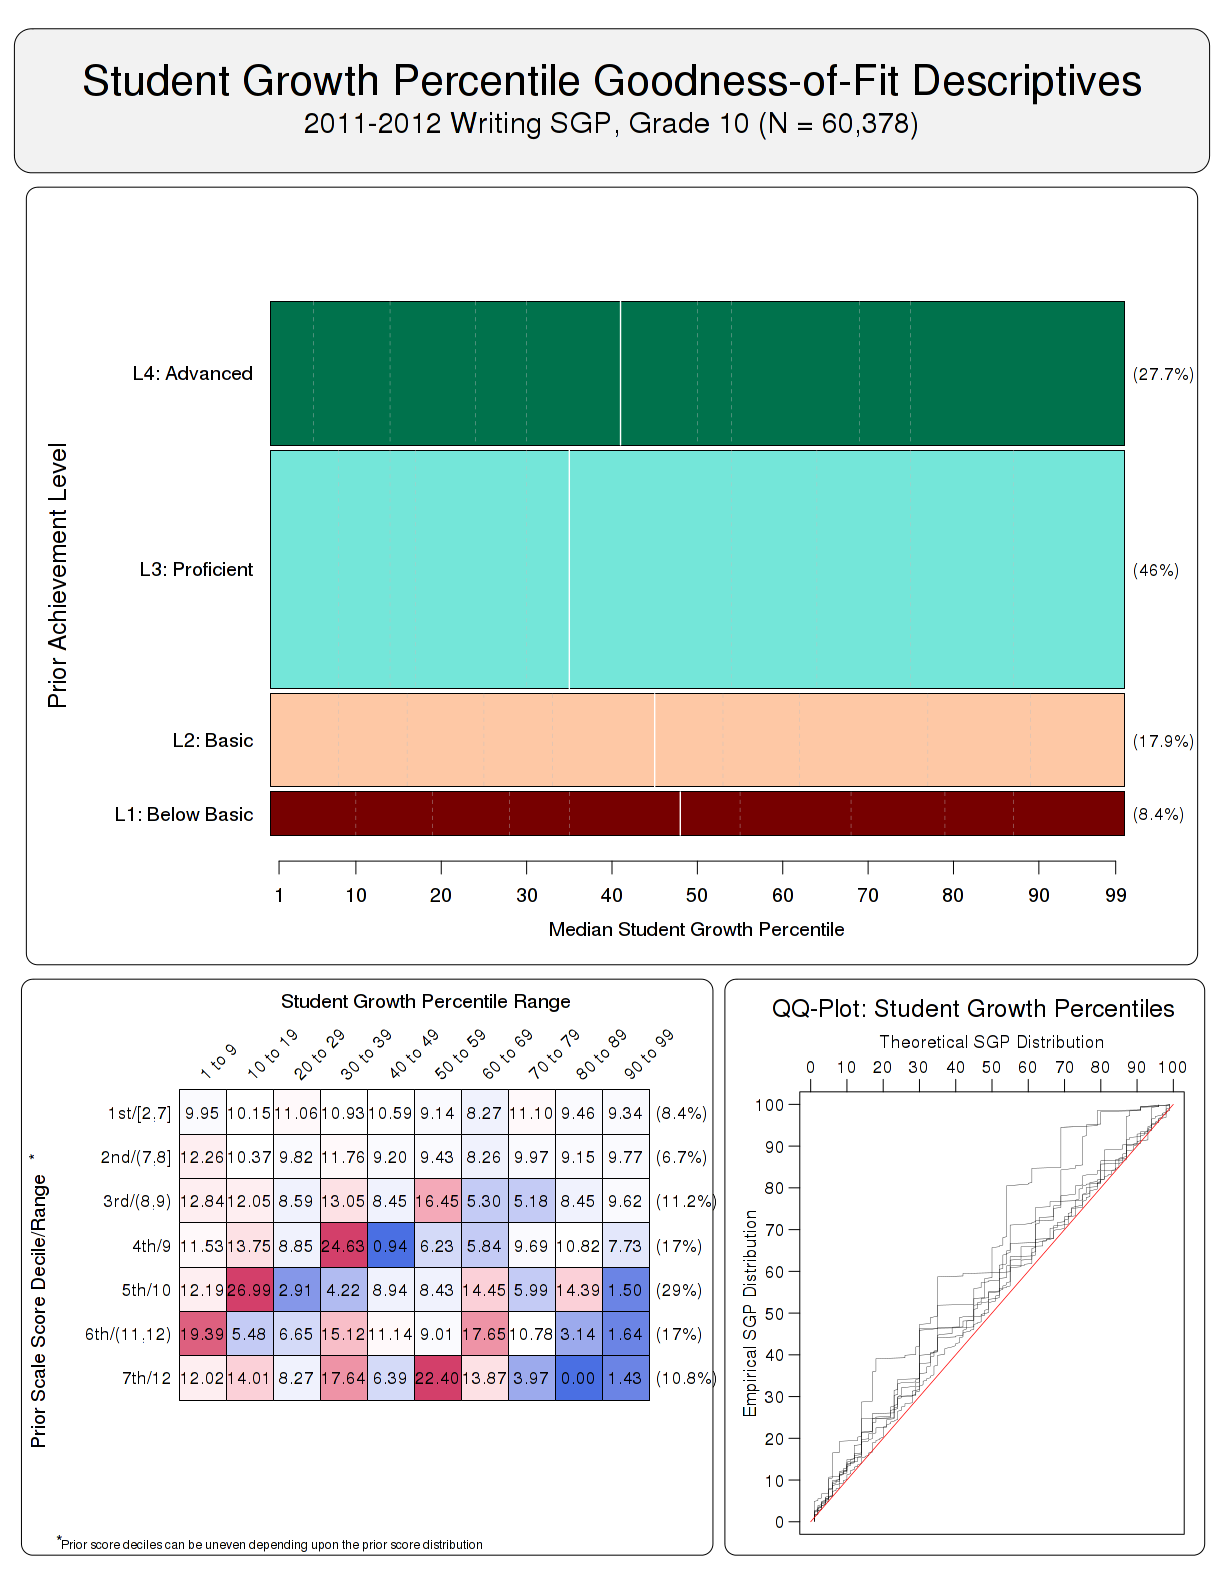 Student Growth Percentile Goodness-of-Fit Descriptives
2011-2012 Writing SGP, Grade 10 (N = 60,378)
Prior Achievement Level
L4: Advanced (27.7%)
L3: Proficient (46%)
L2: Basic (17.9%)
L1: Below Basic (8.4%)
1 10 20 30 40 50 60 70 80 90 99
Median Student Growth Percentile
Student Growth Percentile Range
1 to 9 10 to 19 20 to 29 30 to 39 40 to 49 50 to 59 60 to 69 70 to 79 80 to 89 90 to 99
Prior Scale Score Decile/Range *
1st/[2,7] 9.95 10.15 11.06 10.93 10.59 9.14 8.27 11.10 9.46 9.34 (8.4%)
2nd/(7,8] 12.26 10.37 9.82 11.76 9.20 9.43 8.26 9.97 9.15 9.77 (6.7%)
3rd/(8,9) 12.84 12.05 8.59 13.05 8.45 16.45 5.30 5.18 8.45 9.62 (11.2%)
4th/9 11.53 13.75 8.85 24.63 0.94 6.23 5.84 9.69 10.82 7.73 (17%)
5th/10 12.19 26.99 2.91 4.22 8.94 8.43 14.45 5.99 14.39 1.50 (29%)
6th/(11,12) 19.39 5.48 6.65 15.12 11.14 9.01 17.65 10.78 3.14 1.64 (17%)
7th/12 12.02 14.01 8.27 17.64 6.39 22.40 13.87 3.97 0.00 1.43 (10.8%)
*Prior score deciles can be uneven depending upon the prior score distribution
QQ-Plot: Student Growth Percentiles
Theoretical SGP Distribution
0 10 20 30 40 50 60 70 80 90 100
Empirical SGP Distribution
100
90
80
70
60
50
40
30
20
10
0